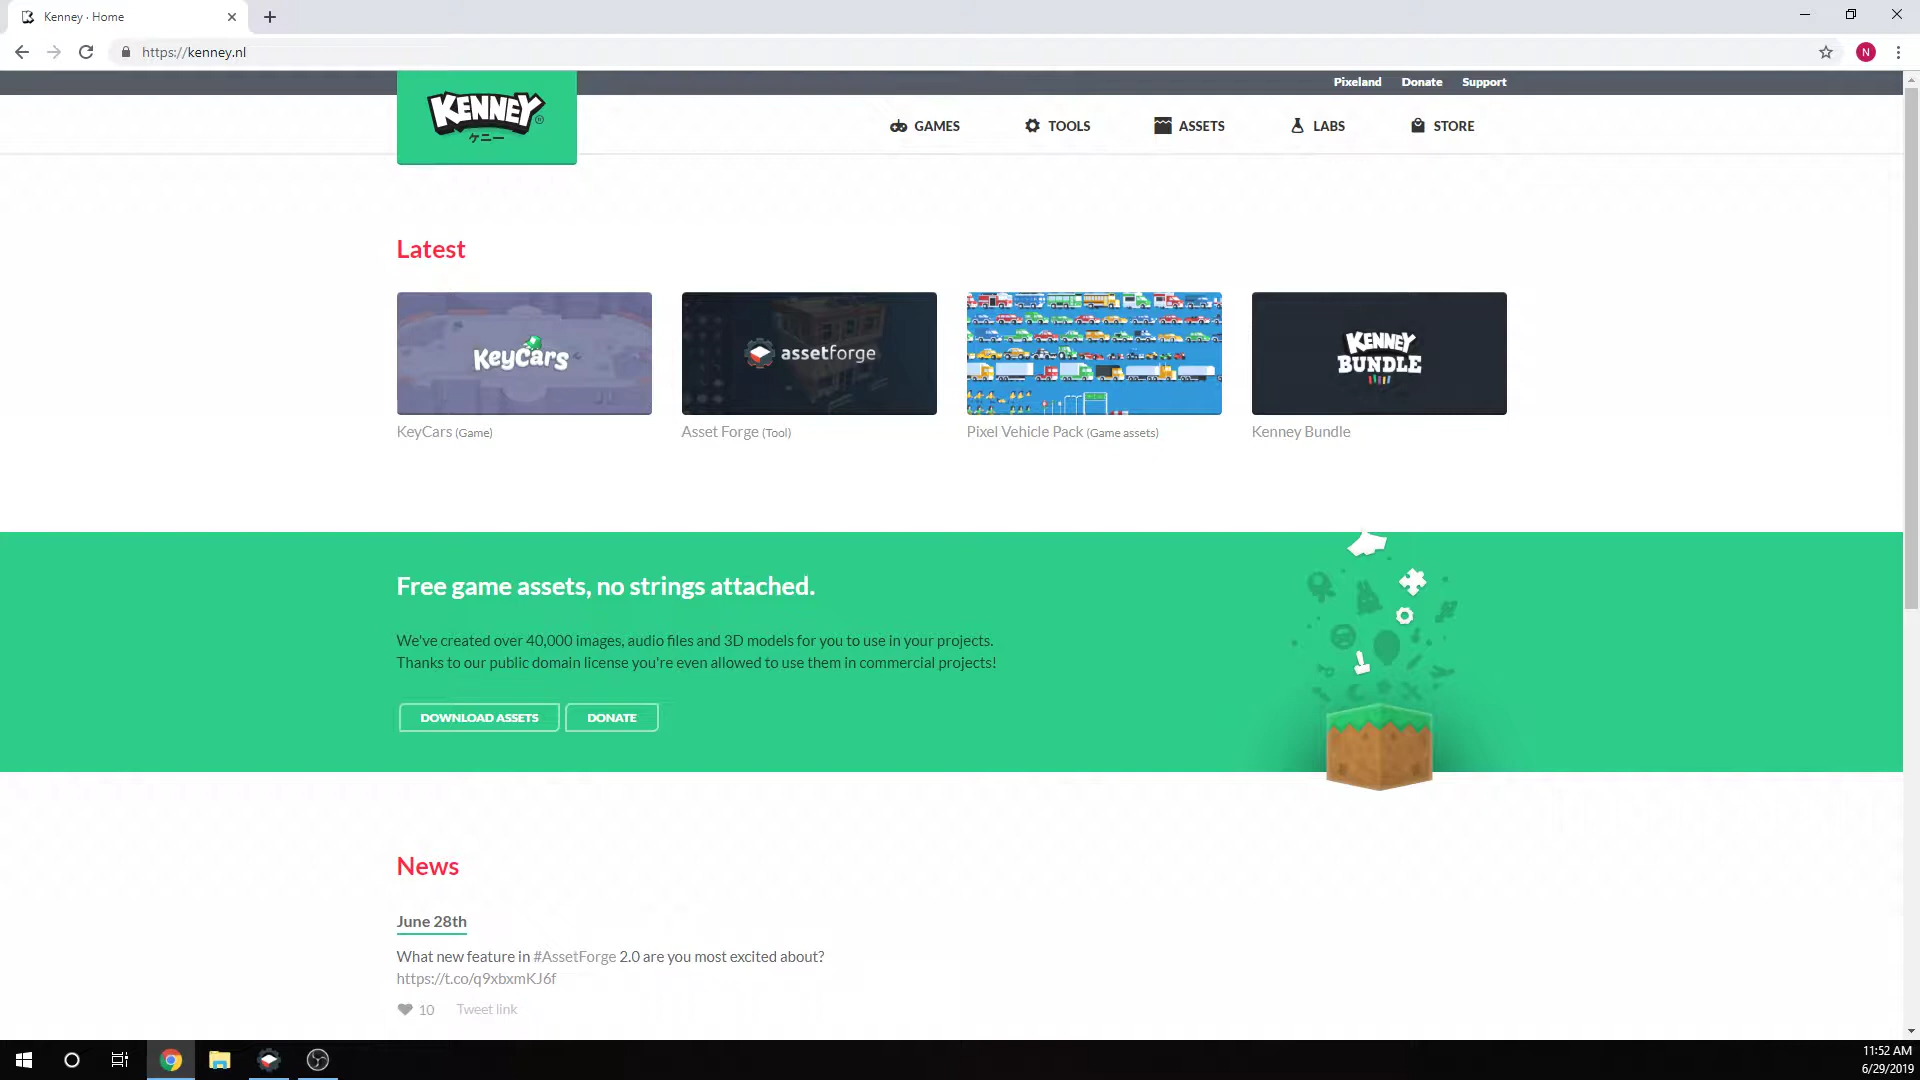 Kenney · Home
https://kenney.nl
N
Pixeland
Donate
Support
KENNEY®
ケニー
GAMES
TOOLS
ASSETS
LABS
STORE
Latest
KeyCars
assetforge
KENNEY
BUNDLE
KeyCars (Game)
Asset Forge (Tool)
Pixel Vehicle Pack (Game assets)
Kenney Bundle
Free game assets, no strings attached.
We've created over 40,000 images, audio files and 3D models for you to use in your projects.
Thanks to our public domain license you're even allowed to use them in commercial projects!
DOWNLOAD ASSETS
DONATE
News
June 28th
What new feature in #AssetForge 2.0 are you most excited about?
https://t.co/q9xbxmKJ6f
10
Tweet link
11:52 AM
6/29/2019